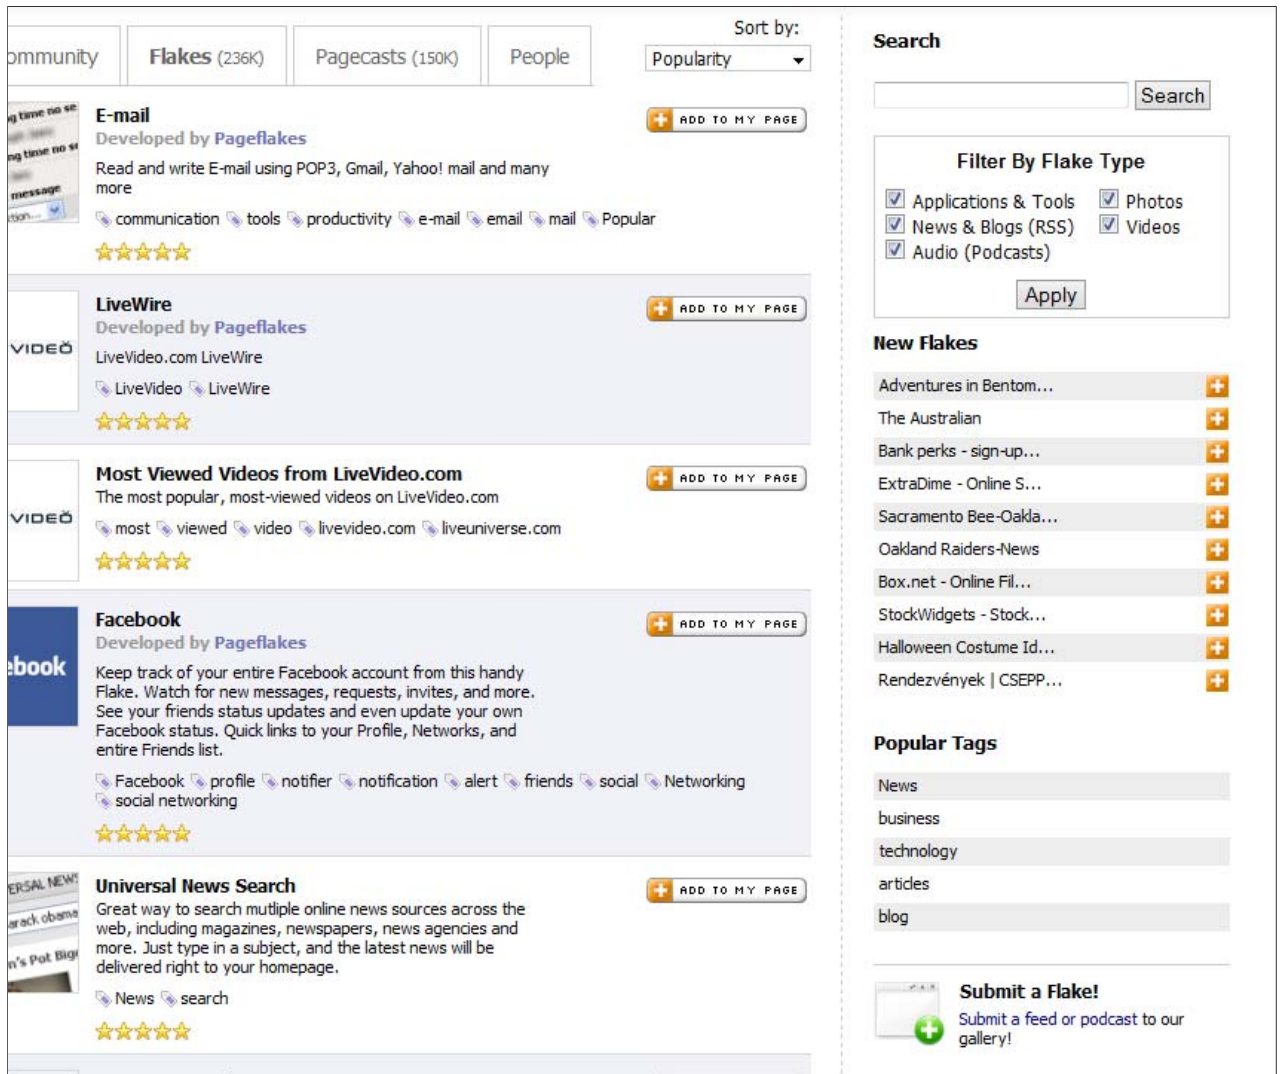 ommunity
Flakes (236K)
Pagecasts (150K)
People
Sort by:
Popularity
E-mail
Developed by Pageflakes
Read and write E-mail using POP3, Gmail, Yahoo! mail and many
more
communication tools productivity e-mail email mail Popular
ADD TO MY PAGE
LiveWire
Developed by Pageflakes
LiveVideo.com LiveWire
LiveVideo LiveWire
ADD TO MY PAGE
VIDEŎ
Most Viewed Videos from LiveVideo.com
The most popular, most-viewed videos on LiveVideo.com
most viewed video livevideo.com liveuniverse.com
ADD TO MY PAGE
VIDEŎ
Facebook
Developed by Pageflakes
Keep track of your entire Facebook account from this handy
Flake. Watch for new messages, requests, invites, and more.
See your friends status updates and even update your own
Facebook status. Quick links to your Profile, Networks, and
entire Friends list.
Facebook profile notifier notification alert friends social Networking
social networking
ADD TO MY PAGE
ebook
Universal News Search
Great way to search mutliple online news sources across the
web, including magazines, newspapers, news agencies and
more. Just type in a subject, and the latest news will be
delivered right to your homepage.
News search
ADD TO MY PAGE
Search
Search
Filter By Flake Type
Applications & Tools Photos
News & Blogs (RSS) Videos
Audio (Podcasts)
Apply
New Flakes
Adventures in Bentom...
The Australian
Bank perks - sign-up...
ExtraDime - Online S...
Sacramento Bee-Oakla...
Oakland Raiders-News
Box.net - Online Fil...
StockWidgets - Stock...
Halloween Costume Id...
Rendezvények | CSEPP...
Popular Tags
News
business
technology
articles
blog
Submit a Flake!
Submit a feed or podcast to our
gallery!